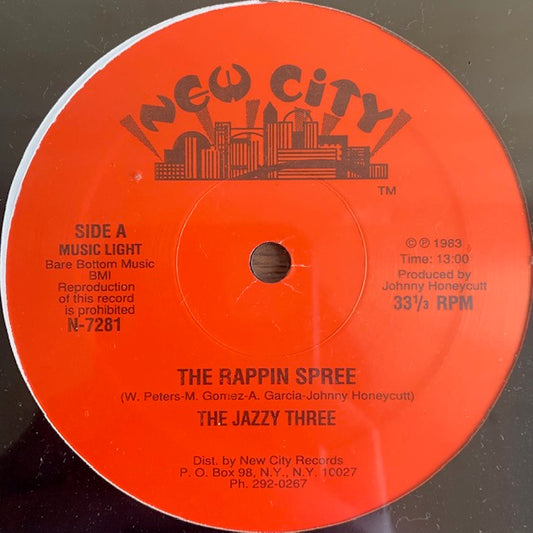 NEW CITY
TM
SIDE A
MUSIC LIGHT
Bare Bottom Music
BMI
Reproduction
of this record
is prohibited
N-7281
© ℗ 1983
Time: 13:00
Produced by
Johnny Honeycutt
33⅓ RPM
THE RAPPIN SPREE
(W. Peters-M. Gomez-A. Garcia-Johnny Honeycutt)
THE JAZZY THREE
Dist. by New City Records
P. O. Box 98, N.Y., N.Y. 10027
Ph. 292-0267